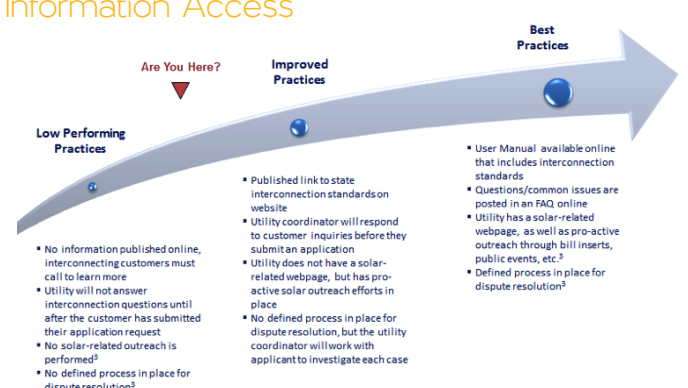 Information Access
Best
Practices
Are You Here?
Improved
Practices
Low Performing
Practices
▪ User Manual available online
that includes interconnection
standards
▪ Questions/common issues are
posted in an FAQ online
▪ Utility has a solar-related
webpage, as well as pro-active
outreach through bill inserts,
public events, etc.³
▪ Defined process in place for
dispute resolution³
▪ Published link to state
interconnection standards on
website
▪ Utility coordinator will respond
to customer inquiries before they
submit an application
▪ Utility does not have a solar-
related webpage, but has pro-
active solar outreach efforts in
place
▪ No defined process in place for
dispute resolution, but the utility
coordinator will work with
applicant to investigate each case
▪ No information published online,
interconnecting customers must
call to learn more
▪ Utility will not answer
interconnection questions until
after the customer has submitted
their application request
▪ No solar-related outreach is
performed³
▪ No defined process in place for
dispute resolution³